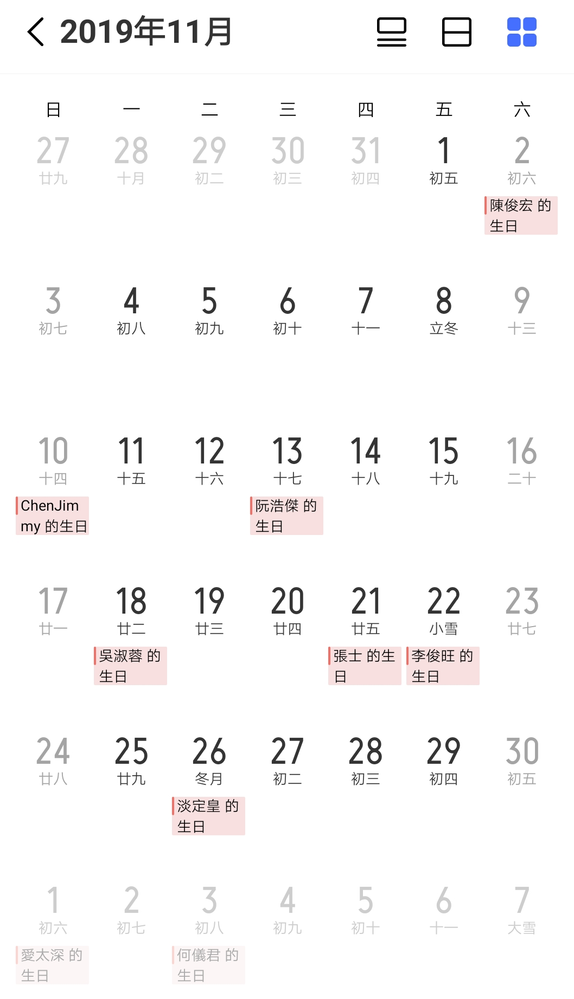 2019年11月
日 一 二 三 四 五 六
27 28 29 30 31 1 2
廿九 十月 初二 初三 初四 初五 初六
陳俊宏 的
生日
3 4 5 6 7 8 9
初七 初八 初九 初十 十一 立冬 十三
10 11 12 13 14 15 16
十四 十五 十六 十七 十八 十九 二十
ChenJim 阮浩傑 的
my 的生日 生日
17 18 19 20 21 22 23
廿一 廿二 廿三 廿四 廿五 小雪 廿七
吳淑蓉 的 張士 的生 李俊旺 的
生日 日 生日
24 25 26 27 28 29 30
廿八 廿九 冬月 初二 初三 初四 初五
淡定皇 的
生日
1 2 3 4 5 6 7
初六 初七 初八 初九 初十 十一 大雪
愛太深 的 何儀君 的
生日 生日